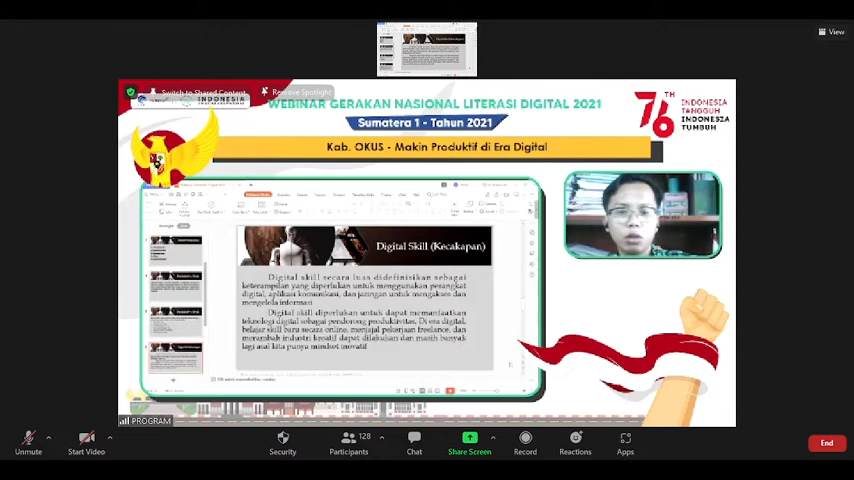 View
Switch to Shared Content
Remove Spotlight
INDONESIA
WEBINAR GERAKAN NASIONAL LITERASI DIGITAL 2021
76TH
INDONESIA
TANGGUH
INDONESIA
TUMBUH
Sumatera 1 - Tahun 2021
Kab. OKUS - Makin Produktif di Era Digital
Digital Skill (Kecakapan)
Digital skill secara luas didefinisikan sebagai
keterampilan yang diperlukan untuk menggunakan perangkat
digital, aplikasi komunikasi, dan jaringan untuk mengakses dan
mengelola informasi
Digital skill diperlukan untuk dapat memanfaatkan
teknologi digital sebagai pendorong produktivitas. Di era digital,
belajar skill baru secara online, menjajal pekerjaan freelance, dan
merambah industri kreatif dapat dilakukan dan masih banyak
lagi asal kita punya mindset inovatif
PROGRAM
Unmute
Start Video
Security
Participants
128
Chat
Share Screen
Record
Reactions
Apps
End